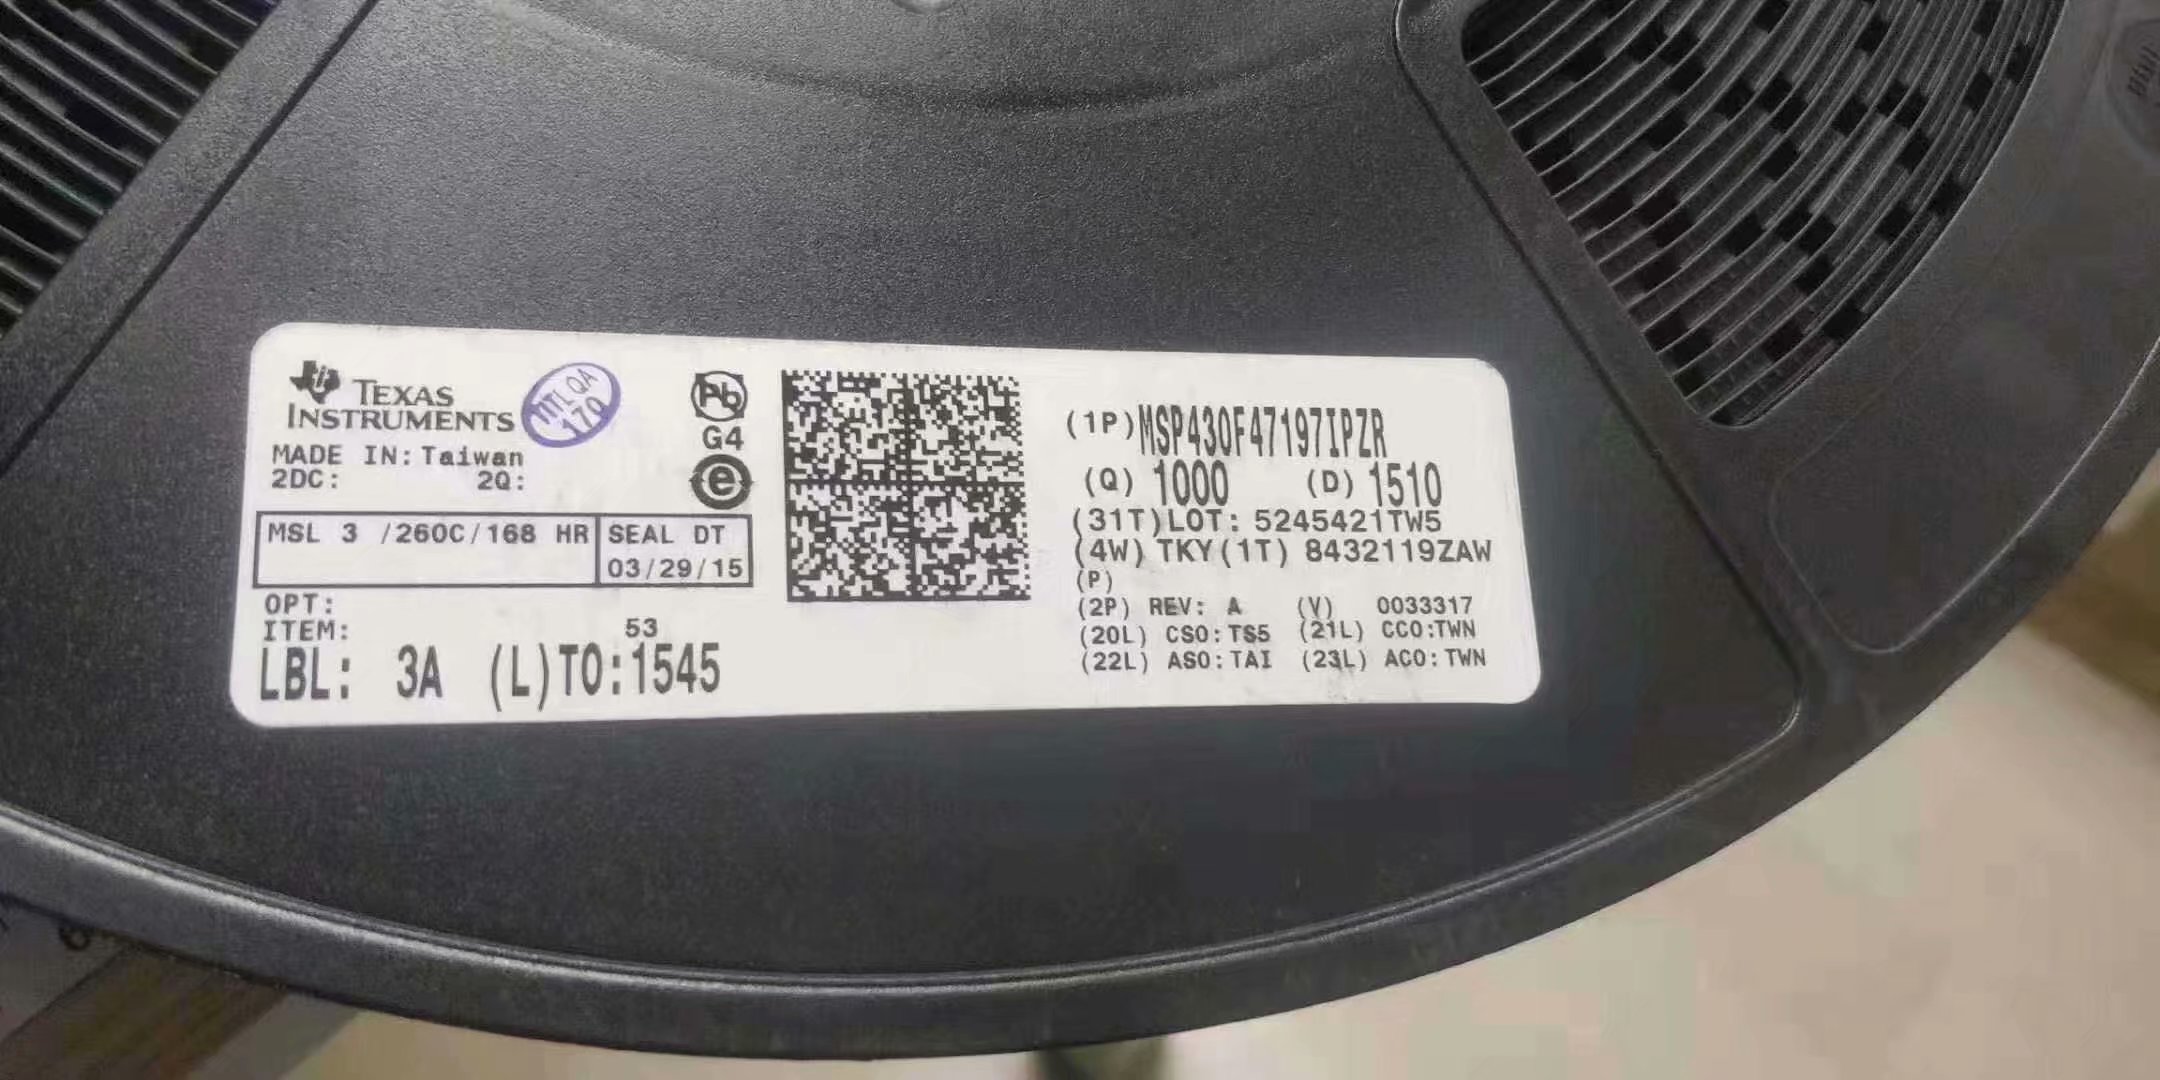 TEXAS
INSTRUMENTS
MTLQA
170
MADE IN: Taiwan
2DC: 2Q:
MSL 3 /260C/168 HR
SEAL DT
03/29/15
OPT:
ITEM:
53
LBL: 3A (L)TO:1545
Pb
G4
e
(1P)MSP430F47197IPZR
(Q) 1000 (D) 1510
(31T)LOT: 5245421TW5
(4W) TKY(1T) 8432119ZAW
(P)
(2P) REV: A (V) 0033317
(20L) CSO:TS5 (21L) CCO:TWN
(22L) ASO:TAI (23L) ACO:TWN